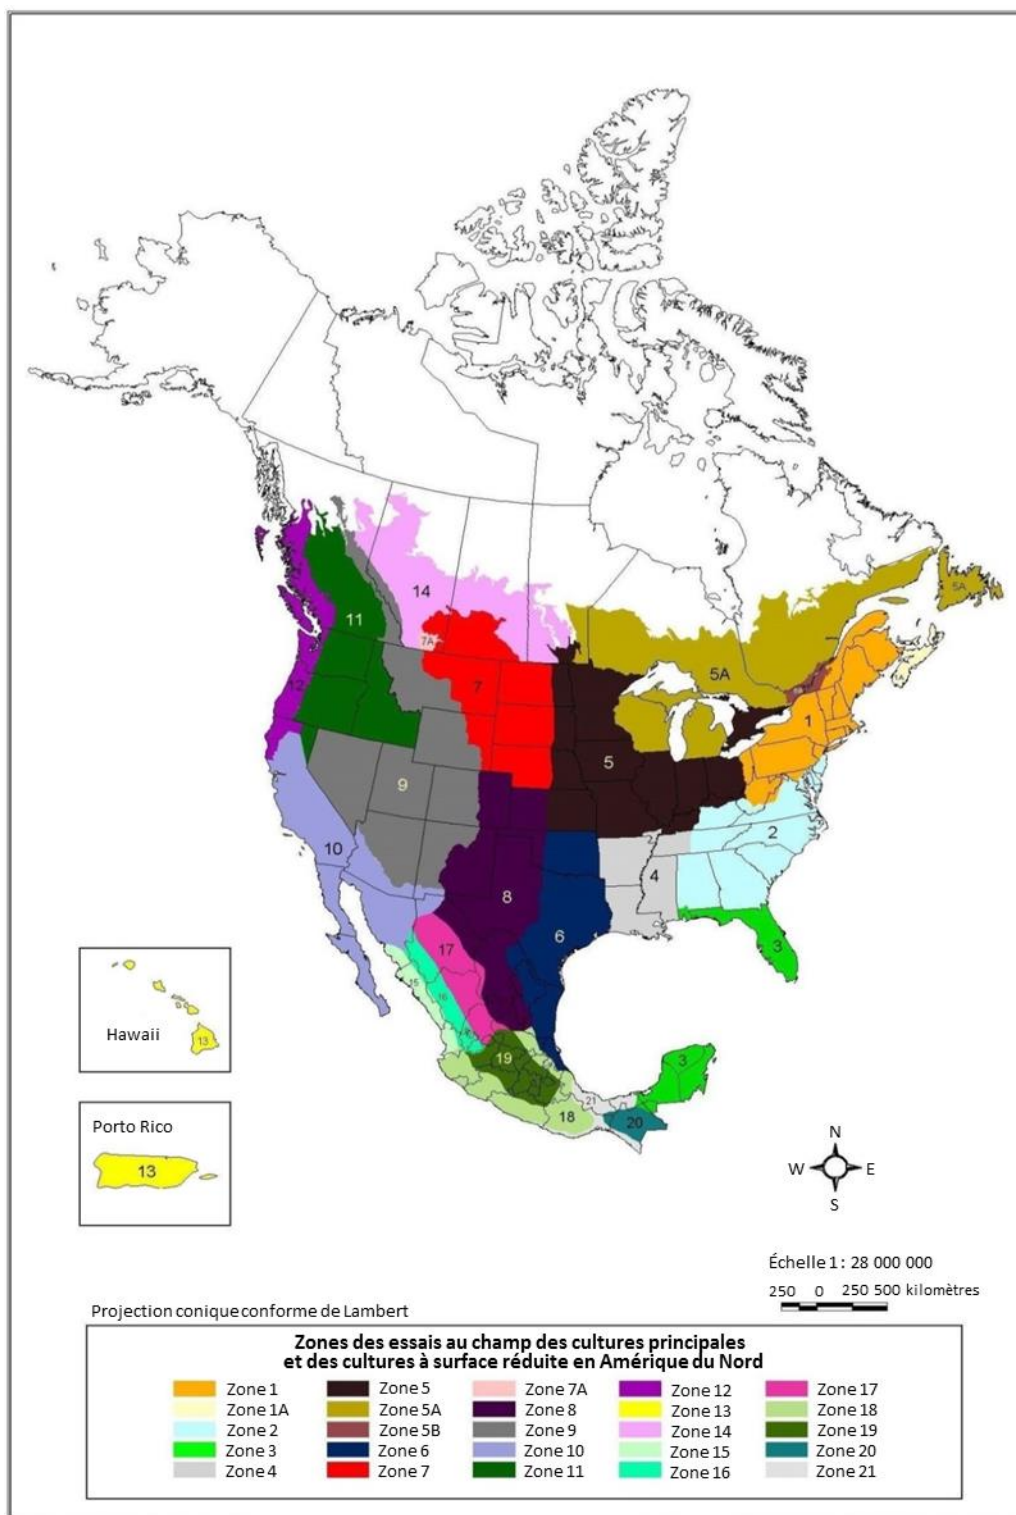 14
5A
11
7A
1A
7
5A
5B
12
1
5
9
2
10
4
8
6
3
17
15
16
Hawaii
13
19
3
21
18
20
Porto Rico
13
N
W E
S
Échelle 1 : 28 000 000
250 0 250 500 kilomètres
Projection conique conforme de Lambert
Zones des essais au champ des cultures principales
et des cultures à surface réduite en Amérique du Nord
Zone 1 Zone 5 Zone 7A Zone 12 Zone 17
Zone 1A Zone 5A Zone 8 Zone 13 Zone 18
Zone 2 Zone 5B Zone 9 Zone 14 Zone 19
Zone 3 Zone 6 Zone 10 Zone 15 Zone 20
Zone 4 Zone 7 Zone 11 Zone 16 Zone 21